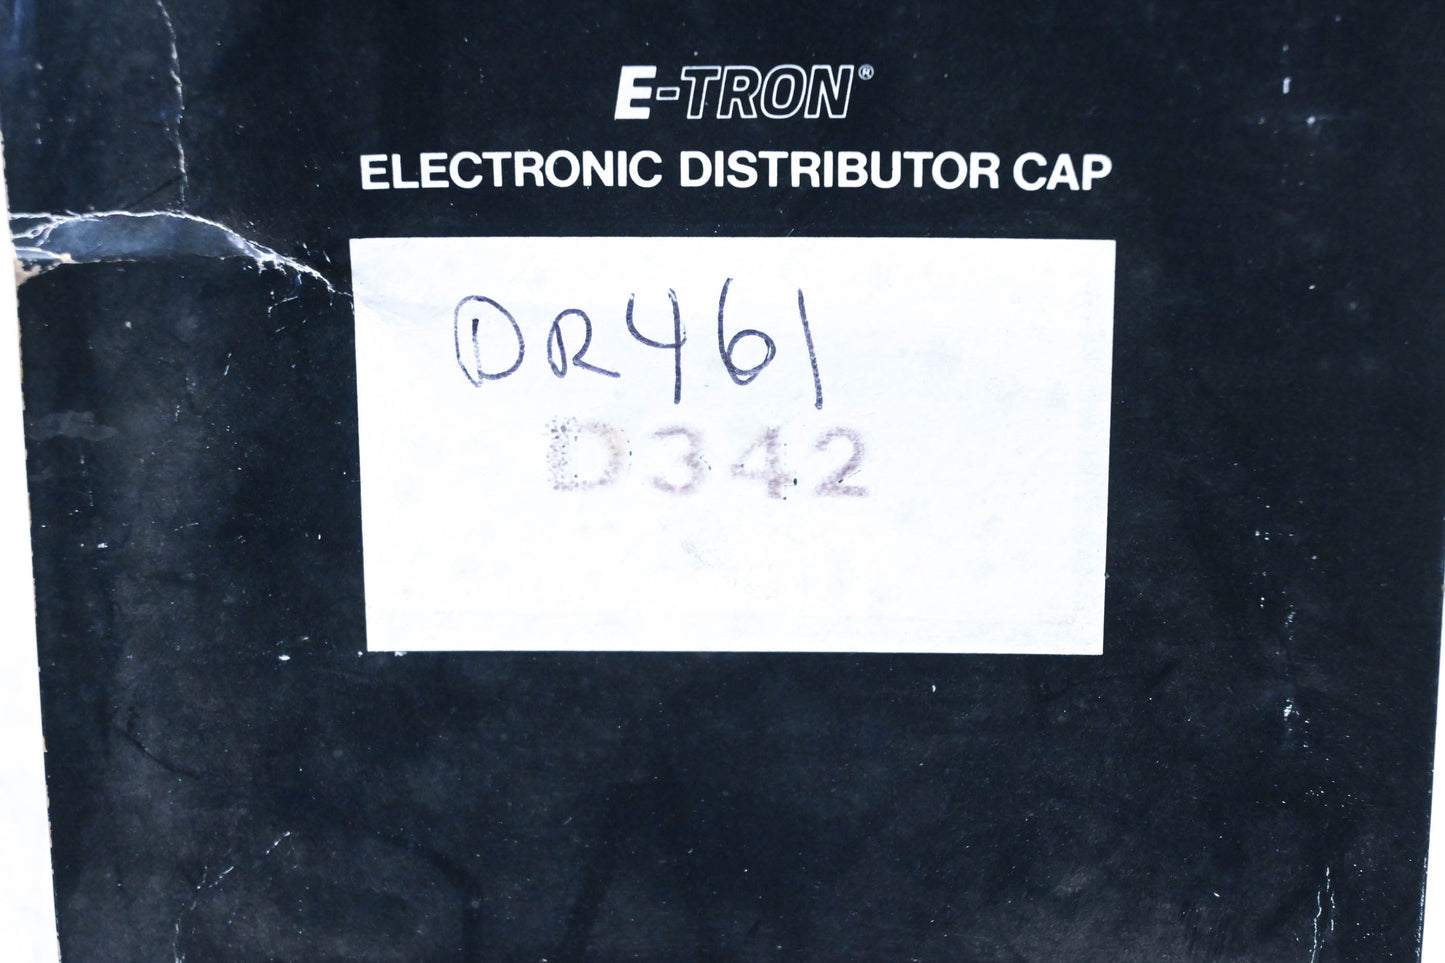 E-TRON®
ELECTRONIC DISTRIBUTOR CAP
DR461
D342